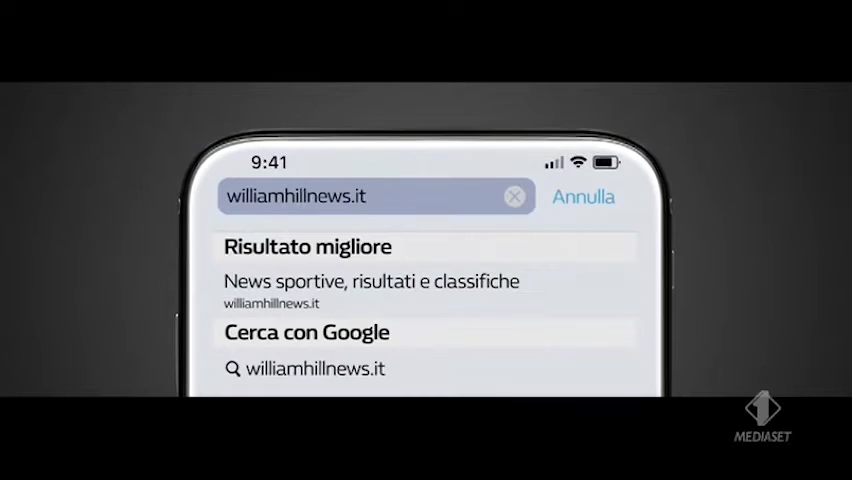 9:41
williamhillnews.it
Annulla
Risultato migliore
News sportive, risultati e classifiche
williamhillnews.it
Cerca con Google
williamhillnews.it
1
MEDIASET